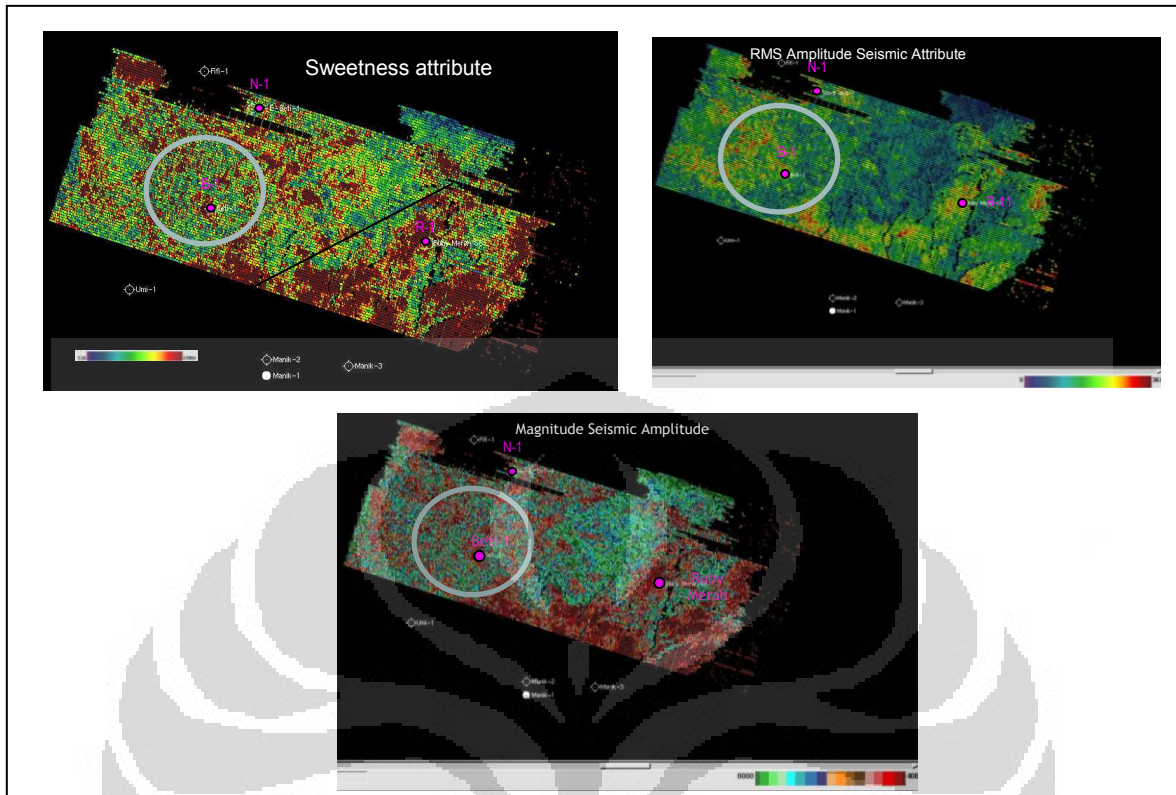 Sweetness attribute
Fifi-1
N-1
B-1
R-1
Umi-1
Manik-2
Manik-1
Manik-3
RMS Amplitude Seismic Attribute
Fifi-1
N-1
B-1
Umi-1
Manik-2
Manik-1
Manik-3
0
Magnitude Seismic Amplitude
Fifi-1
N-1
Ruby
Merah
Umi-1
Manik-2
Manik-1
Manik-3